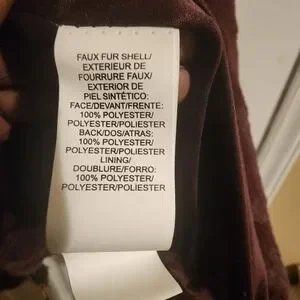 FAUX FUR SHELL/
EXTERIEUR DE
FOURRURE FAUX/
EXTERIOR DE
PIEL SINTÉTICO:
FACE/DEVANT/FRENTE:
100% POLYESTER/
POLYESTER/POLIESTER
BACK/DOS/ATRAS:
100% POLYESTER/
POLYESTER/POLIESTER
LINING/
DOUBLURE/FORRO:
100% POLYESTER/
POLYESTER/POLIESTER